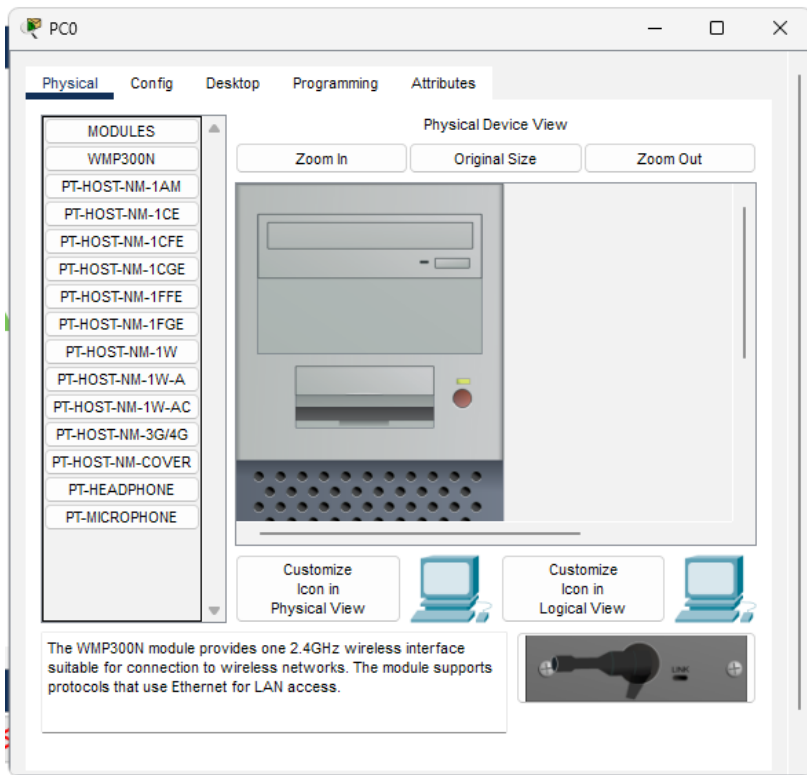 PC0
Physical Config Desktop Programming Attributes
MODULES
WMP300N
PT-HOST-NM-1AM
PT-HOST-NM-1CE
PT-HOST-NM-1CFE
PT-HOST-NM-1CGE
PT-HOST-NM-1FFE
PT-HOST-NM-1FGE
PT-HOST-NM-1W
PT-HOST-NM-1W-A
PT-HOST-NM-1W-AC
PT-HOST-NM-3G/4G
PT-HOST-NM-COVER
PT-HEADPHONE
PT-MICROPHONE
Physical Device View
Zoom In Original Size Zoom Out
Customize
Icon in
Physical View
Customize
Icon in
Logical View
The WMP300N module provides one 2.4GHz wireless interface
suitable for connection to wireless networks. The module supports
protocols that use Ethernet for LAN access.
LINK